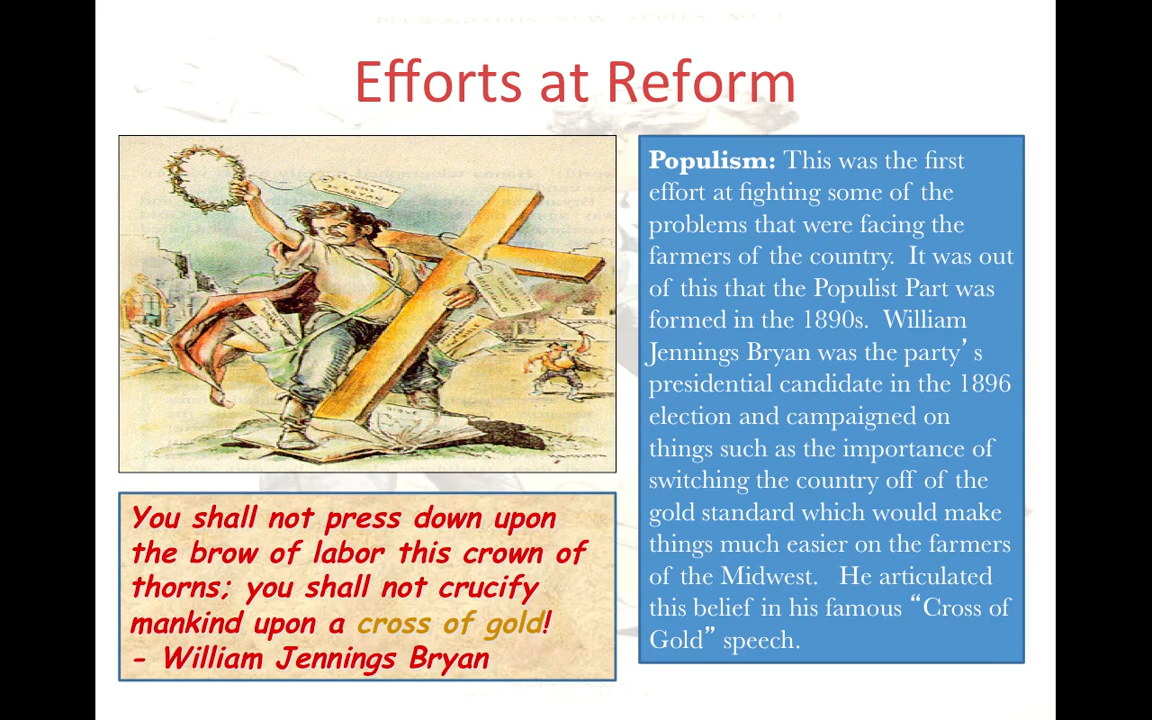 Efforts at Reform
BRYAN
You shall not press down upon
the brow of labor this crown of
thorns; you shall not crucify
mankind upon a cross of gold!
- William Jennings Bryan
Populism: This was the first
effort at fighting some of the
problems that were facing the
farmers of the country. It was out
of this that the Populist Part was
formed in the 1890s. William
Jennings Bryan was the party’s
presidential candidate in the 1896
election and campaigned on
things such as the importance of
switching the country off of the
gold standard which would make
things much easier on the farmers
of the Midwest. He articulated
this belief in his famous “Cross of
Gold” speech.